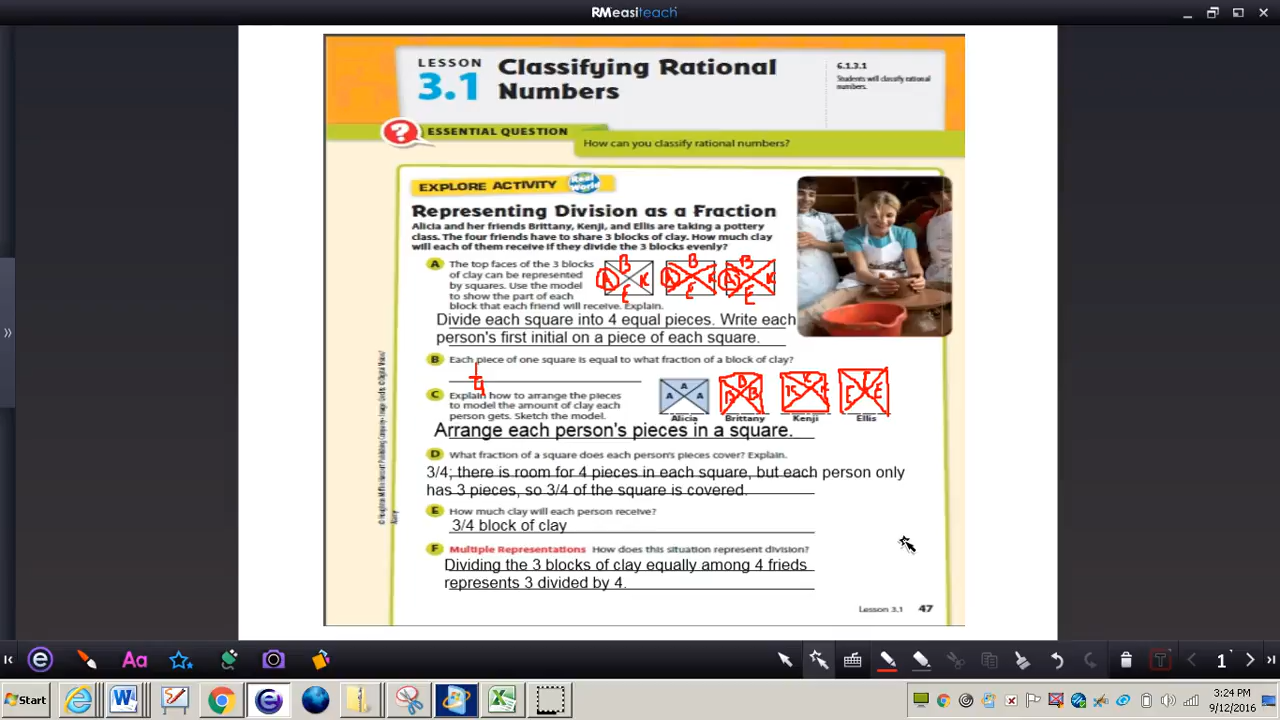 RMeasiteach
LESSON
3.1
Classifying Rational
Numbers
6.1.3.1
Students will classify rational
numbers.
?
ESSENTIAL QUESTION
How can you classify rational numbers?
EXPLORE ACTIVITY
Real World
Representing Division as a Fraction
Alicia and her friends Brittany, Kenji, and Ellis are taking a pottery
class. The four friends have to share 3 blocks of clay. How much clay
will each of them receive if they divide the 3 blocks evenly?
A The top faces of the 3 blocks
of clay can be represented
by squares. Use the model
to show the part of each
block that each friend will receive. Explain.
B B B
A K A K A K
E E E
Divide each square into 4 equal pieces. Write each
person's first initial on a piece of each square.
B Each piece of one square is equal to what fraction of a block of clay?
1/4
C Explain how to arrange the pieces
to model the amount of clay each
person gets. Sketch the model.
A
A A
Alicia Brittany Kenji Ellis
Arrange each person's pieces in a square.
D What fraction of a square does each person's pieces cover? Explain.
3/4; there is room for 4 pieces in each square, but each person only
has 3 pieces, so 3/4 of the square is covered.
E How much clay will each person receive?
3/4 block of clay
F Multiple Representations How does this situation represent division?
Dividing the 3 blocks of clay equally among 4 frieds
represents 3 divided by 4.
Lesson 3.1 47
Aa
T
1
Start
3:24 PM
9/12/2016